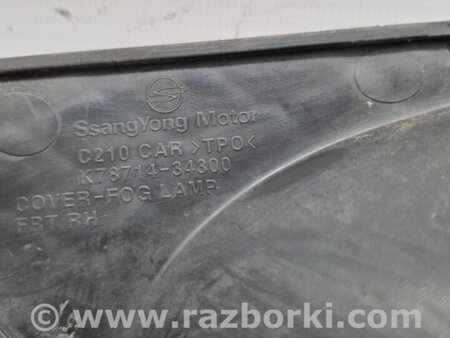 SsangYong Motor
C210 CAR >TPO<
K78714-34300
COVER-FOG LAMP
FRT RH
www.razborki.com